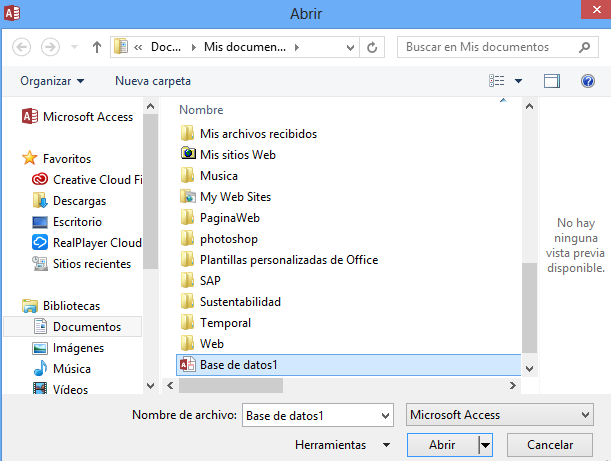 Abrir
Doc... Mis documen...
Buscar en Mis documentos
Organizar
Nueva carpeta
Microsoft Access
Favoritos
Creative Cloud Fi
Descargas
Escritorio
RealPlayer Cloud
Sitios recientes
Bibliotecas
Documentos
Imágenes
Música
Vídeos
Nombre
Mis archivos recibidos
Mis sitios Web
Musica
My Web Sites
PaginaWeb
photoshop
Plantillas personalizadas de Office
SAP
Sustentabilidad
Temporal
Web
Base de datos1
No hay
ninguna
vista previa
disponible.
Nombre de archivo: Base de datos1 Microsoft Access
Herramientas Abrir Cancelar